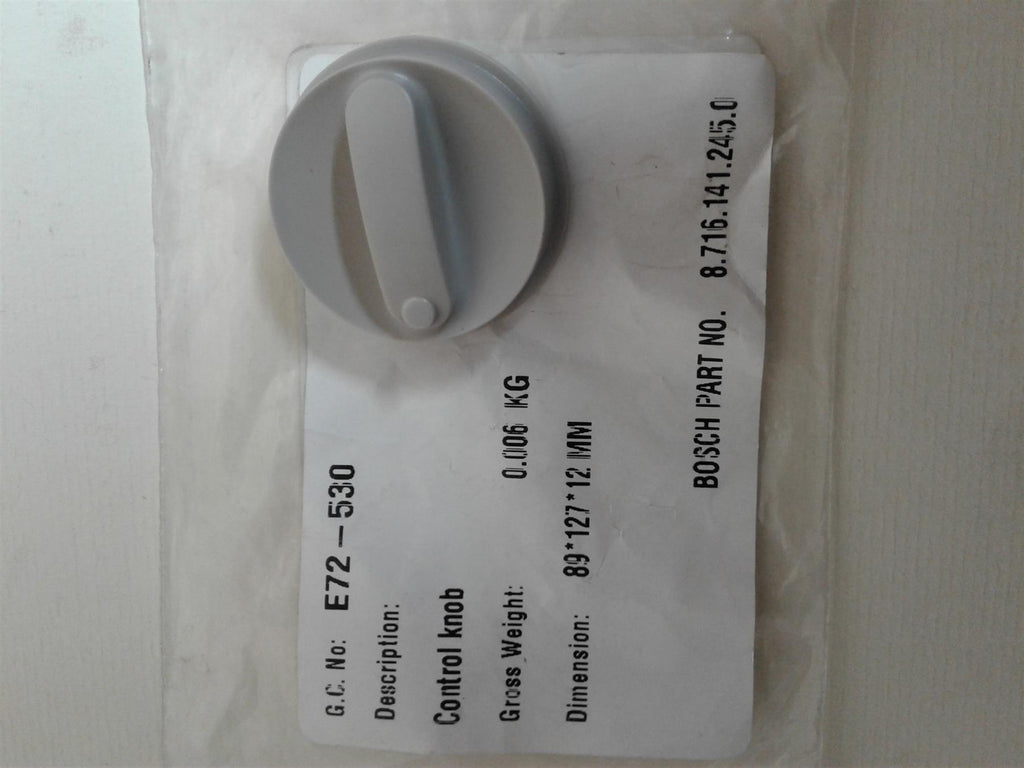 G.C. No: E72-530
Description:
Control knob
Gross Weight: 0.006 KG
Dimension: 89*127*12 MM
BOSCH PART NO. 8.716.141.245.0